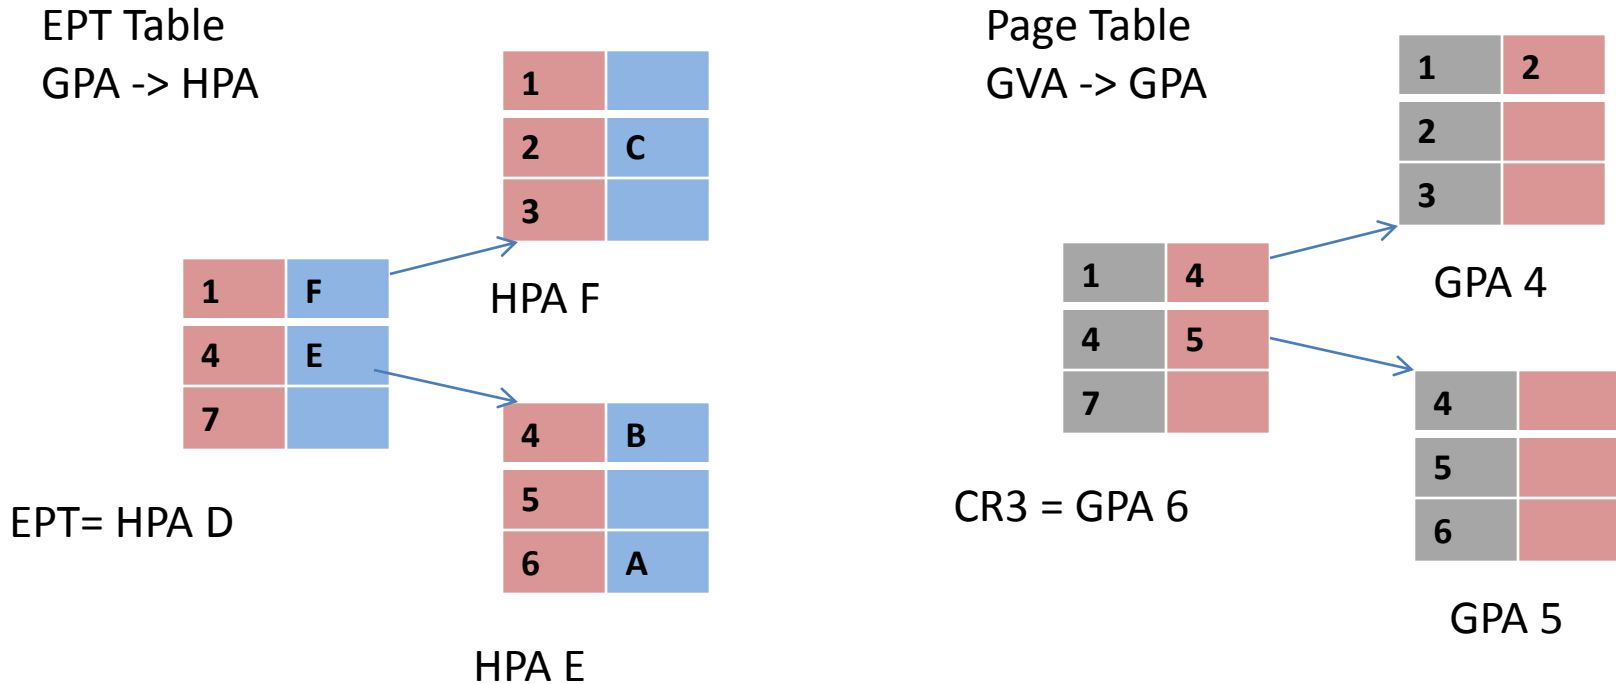 EPT Table
GPA -> HPA
1
2 C
3
HPA F
1 F
4 E
7
EPT= HPA D
4 B
5
6 A
HPA E
Page Table
GVA -> GPA
1 2
2
3
GPA 4
1 4
4 5
7
CR3 = GPA 6
4
5
6
GPA 5